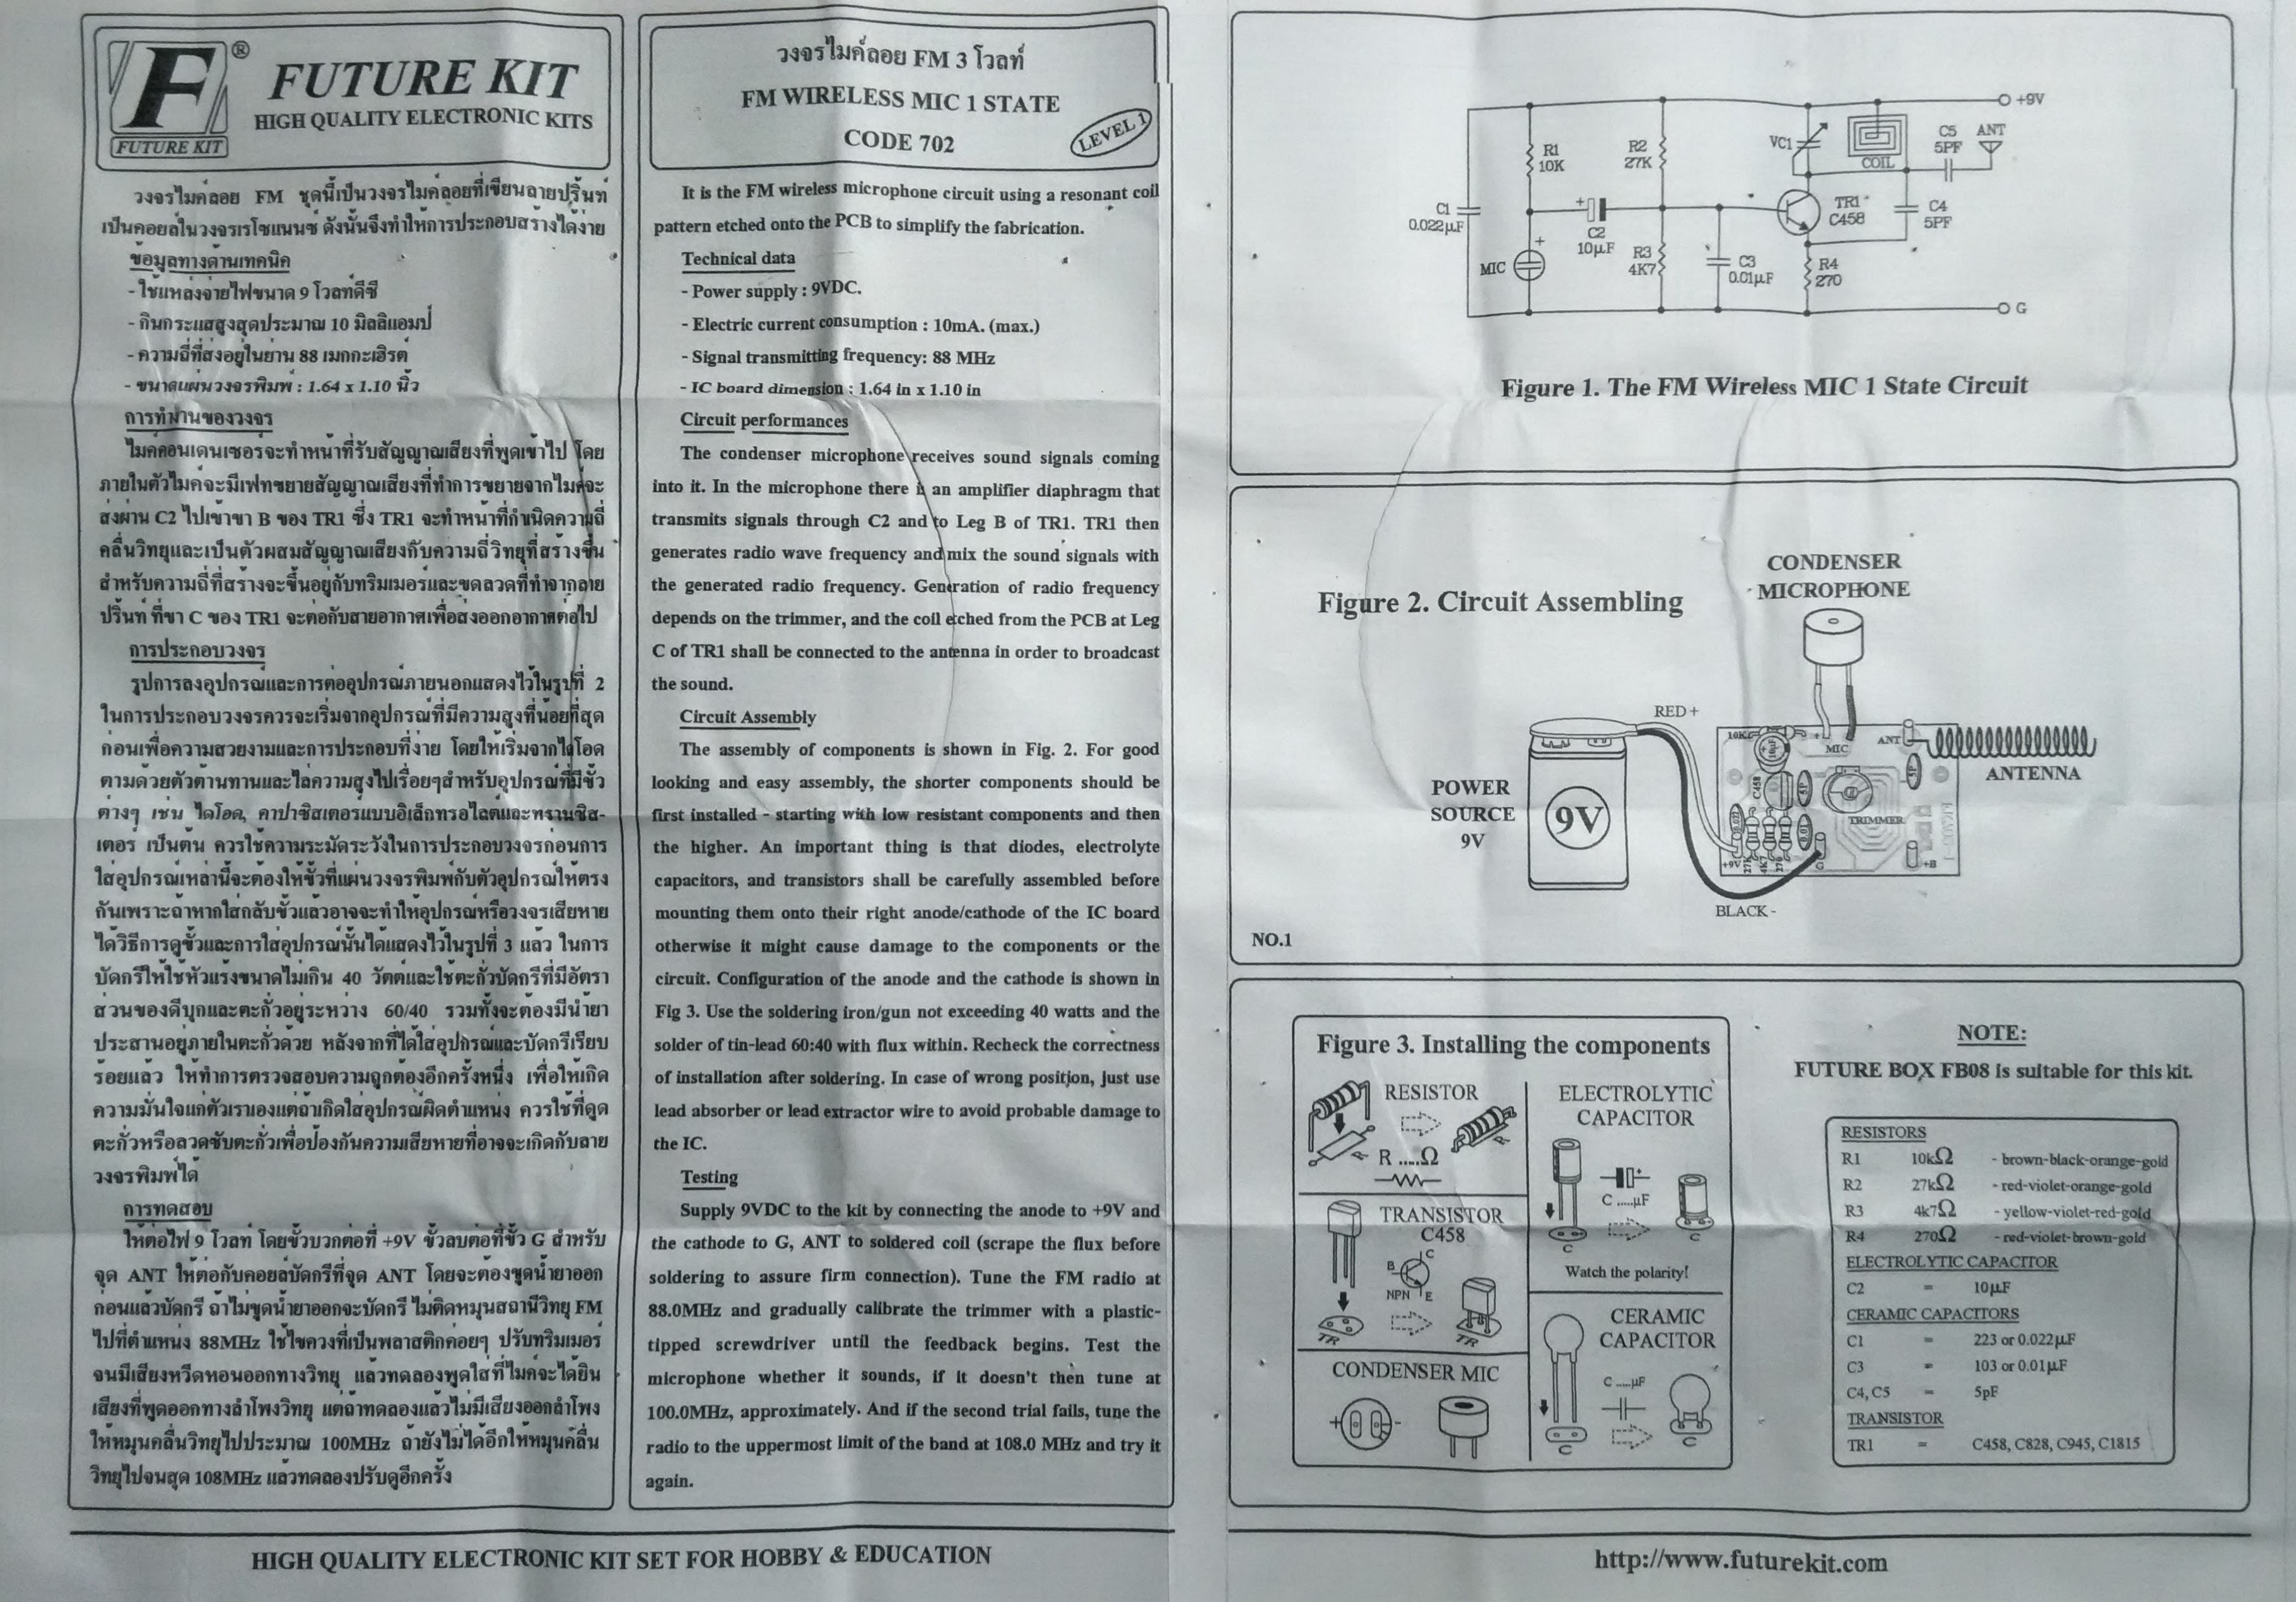 F
®
FUTURE KIT
FUTURE KIT
HIGH QUALITY ELECTRONIC KITS
วงจรไมค์ลอย FM ชุดนี้เป็นวงจรไมค์ลอยที่เขียนลายปริ้นท์
เป็นคอยล์ในวงจรเรโซแนนซ์ ดังนั้นจึงทำให้การประกอบสร้างได้ง่าย
ข้อมูลทางด้านเทคนิค
- ใช้แหล่งจ่ายไฟขนาด 9 โวลท์ดีซี
- กินกระแสสูงสุดประมาณ 10 มิลลิแอมป์
- ความถี่ที่ส่งอยู่ในย่าน 88 เมกกะเฮิรตซ์
- ขนาดแผ่นวงจรพิมพ์ : 1.64 x 1.10 นิ้ว
การทำงานของวงจร
ไมค์คอนเดนเซอร์จะทำหน้าที่รับสัญญาณเสียงที่พูดเข้าไป โดย
ภายในตัวไมค์จะมีเฟทขยายสัญญาณเสียงที่ทำการขยายจากไมค์จะ
ส่งผ่าน C2 ไปเข้าขา B ของ TR1 ซึ่ง TR1 จะทำหน้าที่กำเนิดความถี่
คลื่นวิทยุและเป็นตัวผสมสัญญาณเสียงกับความถี่วิทยุที่สร้างขึ้น
สำหรับความถี่ที่สร้างจะขึ้นอยู่กับทริมเมอร์และขดลวดที่ทำจากลาย
ปริ้นท์ ที่ขา C ของ TR1 จะต่อกับสายอากาศเพื่อส่งออกอากาศต่อไป
การประกอบวงจร
รูปการลงอุปกรณ์และการต่ออุปกรณ์ภายนอกแสดงไว้ในรูปที่ 2
ในการประกอบวงจรควรจะเริ่มจากอุปกรณ์ที่มีความสูงที่น้อยที่สุด
ก่อนเพื่อความสวยงามและการประกอบที่ง่าย โดยให้เริ่มจากไดโอด
ตามด้วยตัวต้านทานและไล่ความสูงไปเรื่อยๆสำหรับอุปกรณ์ที่มีขั้ว
ต่างๆ เช่น ไดโอด, คาปาซิสเตอร์แบบอิเล็กทรอไลต์และทรานซิส-
เตอร์ เป็นต้น ควรใช้ความระมัดระวังในการประกอบวงจรก่อนการ
ใส่อุปกรณ์เหล่านี้จะต้องให้ขั้วที่แผ่นวงจรพิมพ์กับตัวอุปกรณ์ให้ตรง
กันเพราะถ้าหากใส่กลับขั้วแล้วอาจจะทำให้อุปกรณ์หรือวงจรเสียหาย
ได้วิธีการดูขั้วและการใส่อุปกรณ์นั้นได้แสดงไว้ในรูปที่ 3 แล้ว ในการ
บัดกรีให้ใช้หัวแร้งขนาดไม่เกิน 40 วัตต์และใช้ตะกั่วบัดกรีที่มีอัตรา
ส่วนของดีบุกและตะกั่วอยู่ระหว่าง 60/40 รวมทั้งจะต้องมีน้ำยา
ประสานอยู่ภายในตะกั่วด้วย หลังจากที่ได้ใส่อุปกรณ์และบัดกรีเรียบ
ร้อยแล้ว ให้ทำการตรวจสอบความถูกต้องอีกครั้งหนึ่ง เพื่อให้เกิด
ความมั่นใจแก่ตัวเราเองแต่ถ้าเกิดใส่อุปกรณ์ผิดตำแหน่ง ควรใช้ที่ดูด
ตะกั่วหรือลวดซับตะกั่วเพื่อป้องกันความเสียหายที่อาจจะเกิดกับลาย
วงจรพิมพ์ได้
การทดสอบ
ให้ต่อไฟ 9 โวลท์ โดยขั้วบวกต่อที่ +9V ขั้วลบต่อที่ขั้ว G สำหรับ
จุด ANT ให้ต่อกับคอยล์บัดกรีที่จุด ANT โดยจะต้องขูดน้ำยาออก
ก่อนแล้วบัดกรี ถ้าไม่ขูดน้ำยาออกจะบัดกรี ไม่ติดหมุนสถานีวิทยุ FM
ไปที่ตำแหน่ง 88MHz ใช้ไขควงที่เป็นพลาสติกค่อยๆ ปรับทริมเมอร์
จนมีเสียงหวีดหอนออกทางวิทยุ แล้วทดลองพูดใส่ที่ไมค์จะได้ยิน
เสียงที่พูดออกทางลำโพงวิทยุ แต่ถ้าทดลองแล้วไม่มีเสียงออกลำโพง
ให้หมุนคลื่นวิทยุไปประมาณ 100MHz ถ้ายังไม่ได้อีกให้หมุนคลื่น
วิทยุไปจนสุด 108MHz แล้วทดลองปรับดูอีกครั้ง
วงจรไมค์ลอย FM 3 โวลท์
FM WIRELESS MIC 1 STATE
CODE 702
LEVEL 1
It is the FM wireless microphone circuit using a resonant coil
pattern etched onto the PCB to simplify the fabrication.
Technical data
- Power supply : 9VDC.
- Electric current consumption : 10mA. (max.)
- Signal transmitting frequency: 88 MHz
- IC board dimension : 1.64 in x 1.10 in
Circuit performances
The condenser microphone receives sound signals coming
into it. In the microphone there is an amplifier diaphragm that
transmits signals through C2 and to Leg B of TR1. TR1 then
generates radio wave frequency and mix the sound signals with
the generated radio frequency. Generation of radio frequency
depends on the trimmer, and the coil etched from the PCB at Leg
C of TR1 shall be connected to the antenna in order to broadcast
the sound.
Circuit Assembly
The assembly of components is shown in Fig. 2. For good
looking and easy assembly, the shorter components should be
first installed - starting with low resistant components and then
the higher. An important thing is that diodes, electrolyte
capacitors, and transistors shall be carefully assembled before
mounting them onto their right anode/cathode of the IC board
otherwise it might cause damage to the components or the
circuit. Configuration of the anode and the cathode is shown in
Fig 3. Use the soldering iron/gun not exceeding 40 watts and the
solder of tin-lead 60:40 with flux within. Recheck the correctness
of installation after soldering. In case of wrong position, just use
lead absorber or lead extractor wire to avoid probable damage to
the IC.
Testing
Supply 9VDC to the kit by connecting the anode to +9V and
the cathode to G, ANT to soldered coil (scrape the flux before
soldering to assure firm connection). Tune the FM radio at
88.0MHz and gradually calibrate the trimmer with a plastic-
tipped screwdriver until the feedback begins. Test the
microphone whether it sounds, if it doesn't then tune at
100.0MHz, approximately. And if the second trial fails, tune the
radio to the uppermost limit of the band at 108.0 MHz and try it
again.
HIGH QUALITY ELECTRONIC KIT SET FOR HOBBY & EDUCATION
+9V
R1
10K
R2
27K
VC1
COIL
C5
5PF
ANT
C1
0.022µF
+
C2
10µF
TR1
C458
C4
5PF
+
MIC
R3
4K7
C3
0.01µF
R4
270
G
Figure 1. The FM Wireless MIC 1 State Circuit
Figure 2. Circuit Assembling
CONDENSER
MICROPHONE
RED +
10K
10µF
+
MIC
ANT
5P
ANTENNA
POWER
SOURCE
9V
9V
C458
5P
TRIMMER
0.022
0.01
+9V
27K
4K7
270
G
+B
BLACK -
NO.1
Figure 3. Installing the components
RESISTOR
R
R .....Ω
R
TRANSISTOR
C458
B
C
NPN
E
TR
TR
CONDENSER MIC
+
-
ELECTROLYTIC
CAPACITOR
+
C .....µF
C
C
Watch the polarity!
CERAMIC
CAPACITOR
C .....µF
C
C
NOTE:
FUTURE BOX FB08 is suitable for this kit.
RESISTORS
R1 10kΩ - brown-black-orange-gold
R2 27kΩ - red-violet-orange-gold
R3 4k7Ω - yellow-violet-red-gold
R4 270Ω - red-violet-brown-gold
ELECTROLYTIC CAPACITOR
C2 = 10µF
CERAMIC CAPACITORS
C1 = 223 or 0.022µF
C3 = 103 or 0.01µF
C4, C5 = 5pF
TRANSISTOR
TR1 = C458, C828, C945, C1815
http://www.futurekit.com